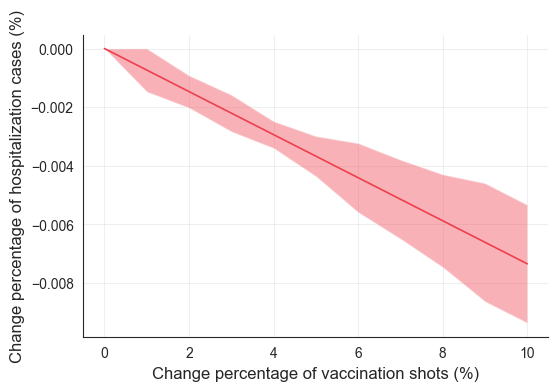 Change percentage of hospitalization cases (%)
0.000
−0.002
−0.004
−0.006
−0.008
0 2 4 6 8 10
Change percentage of vaccination shots (%)